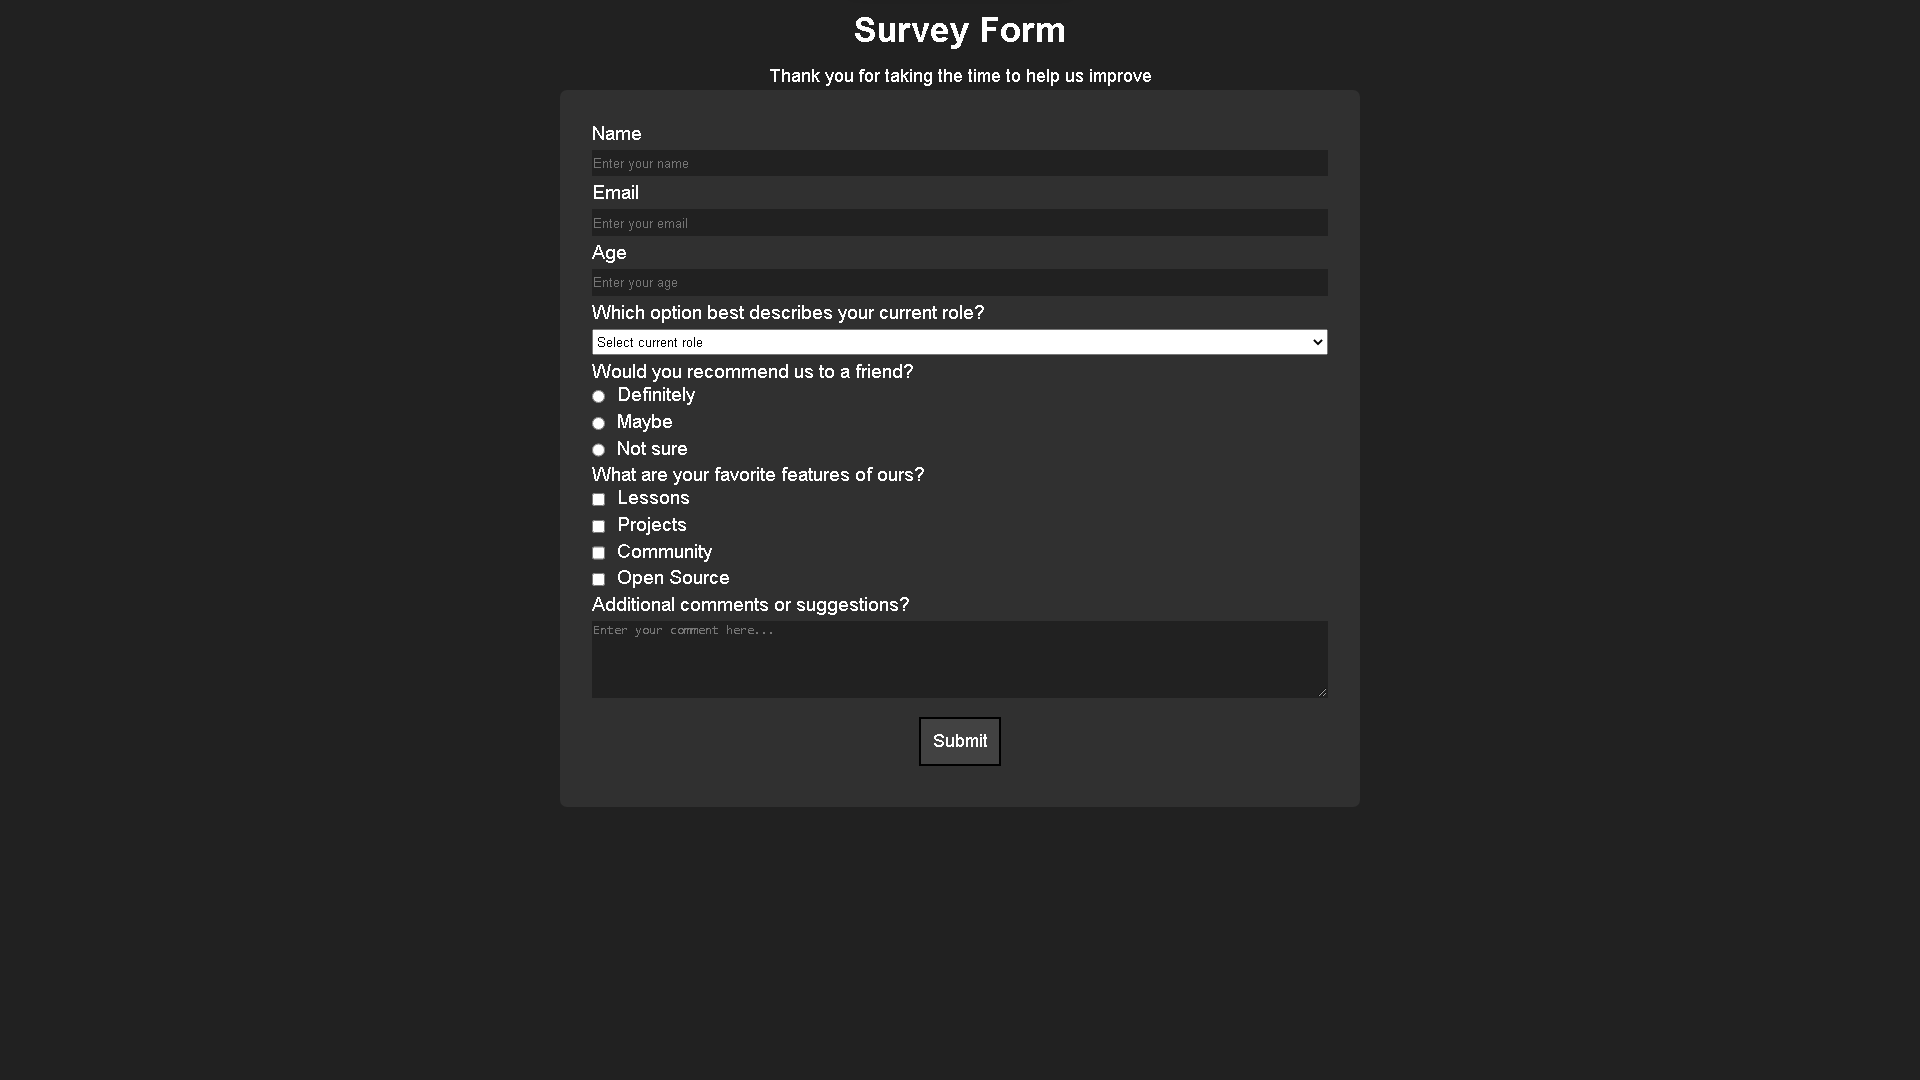 Survey Form
Thank you for taking the time to help us improve
Name
Enter your name
Email
Enter your email
Age
Enter your age
Which option best describes your current role?
Select current role
Would you recommend us to a friend?
Definitely
Maybe
Not sure
What are your favorite features of ours?
Lessons
Projects
Community
Open Source
Additional comments or suggestions?
Enter your comment here...
Submit